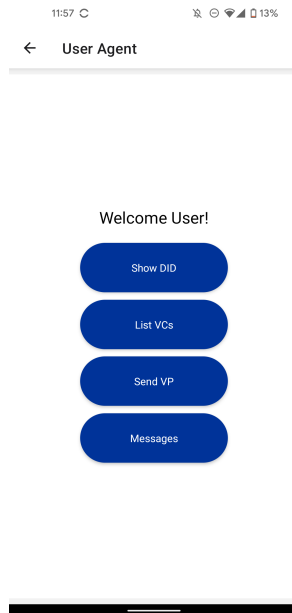 11:57
13%
User Agent
Welcome User!
Show DID
List VCs
Send VP
Messages